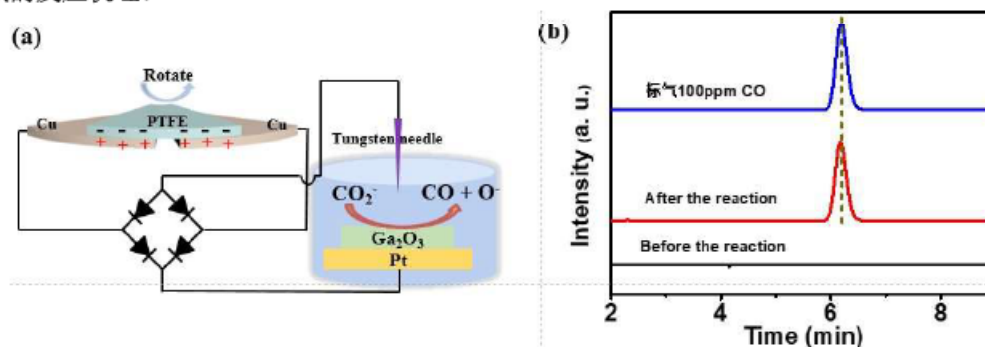 (a)
Rotate
Cu
PTFE
Cu
Tungsten needle
CO₂⁻
CO + O⁻
Ga₂O₃
Pt
(b)
标气100ppm CO
After the reaction
Before the reaction
Intensity (a. u.)
2
4
6
8
Time (min)